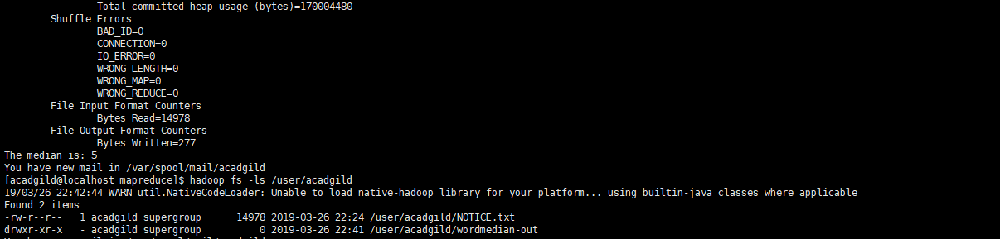 Total committed heap usage (bytes)=170004480
Shuffle Errors
BAD_ID=0
CONNECTION=0
IO_ERROR=0
WRONG_LENGTH=0
WRONG_MAP=0
WRONG_REDUCE=0
File Input Format Counters
Bytes Read=14978
File Output Format Counters
Bytes Written=277
The median is: 5
You have new mail in /var/spool/mail/acadgild
[acadgild@localhost mapreduce]$ hadoop fs -ls /user/acadgild
19/03/26 22:42:44 WARN util.NativeCodeLoader: Unable to load native-hadoop library for your platform... using builtin-java classes where applicable
Found 2 items
-rw-r--r-- 1 acadgild supergroup 14978 2019-03-26 22:24 /user/acadgild/NOTICE.txt
drwxr-xr-x - acadgild supergroup 0 2019-03-26 22:41 /user/acadgild/wordmedian-out